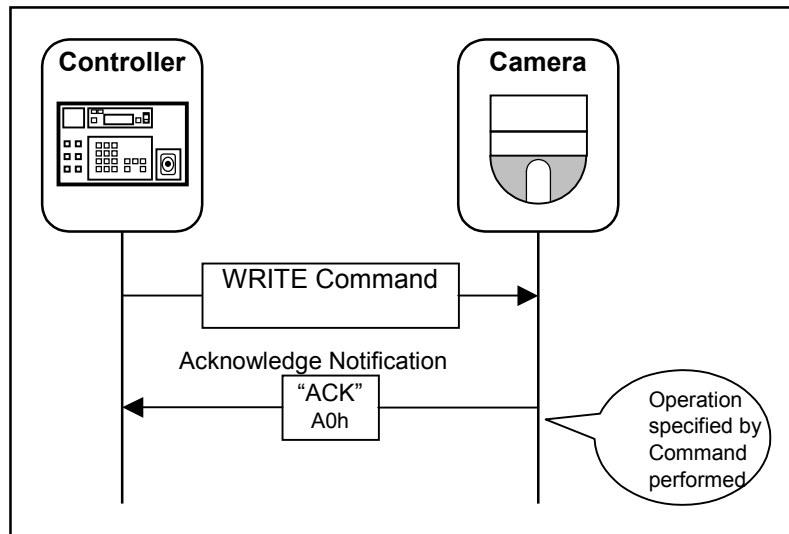 Controller
Camera
WRITE Command
Acknowledge Notification
“ACK”
A0h
Operation
specified by
Command
performed